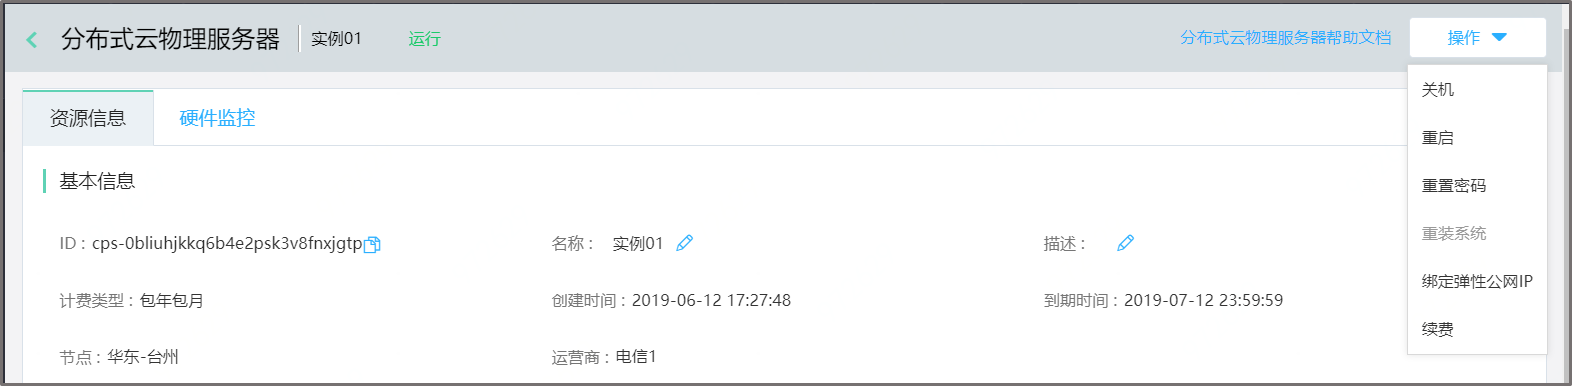 分布式云物理服务器 实例01 运行 分布式云物理服务器帮助文档 操作
关机
资源信息 硬件监控
重启
基本信息 重置密码
ID : cps-0bliuhjkkq6b4e2psk3v8fnxjgtp 名称 : 实例01 描述 : 重装系统
绑定弹性公网IP
计费类型 : 包年包月 创建时间 : 2019-06-12 17:27:48 到期时间 : 2019-07-12 23:59:59
续费
节点 : 华东-台州 运营商 : 电信1